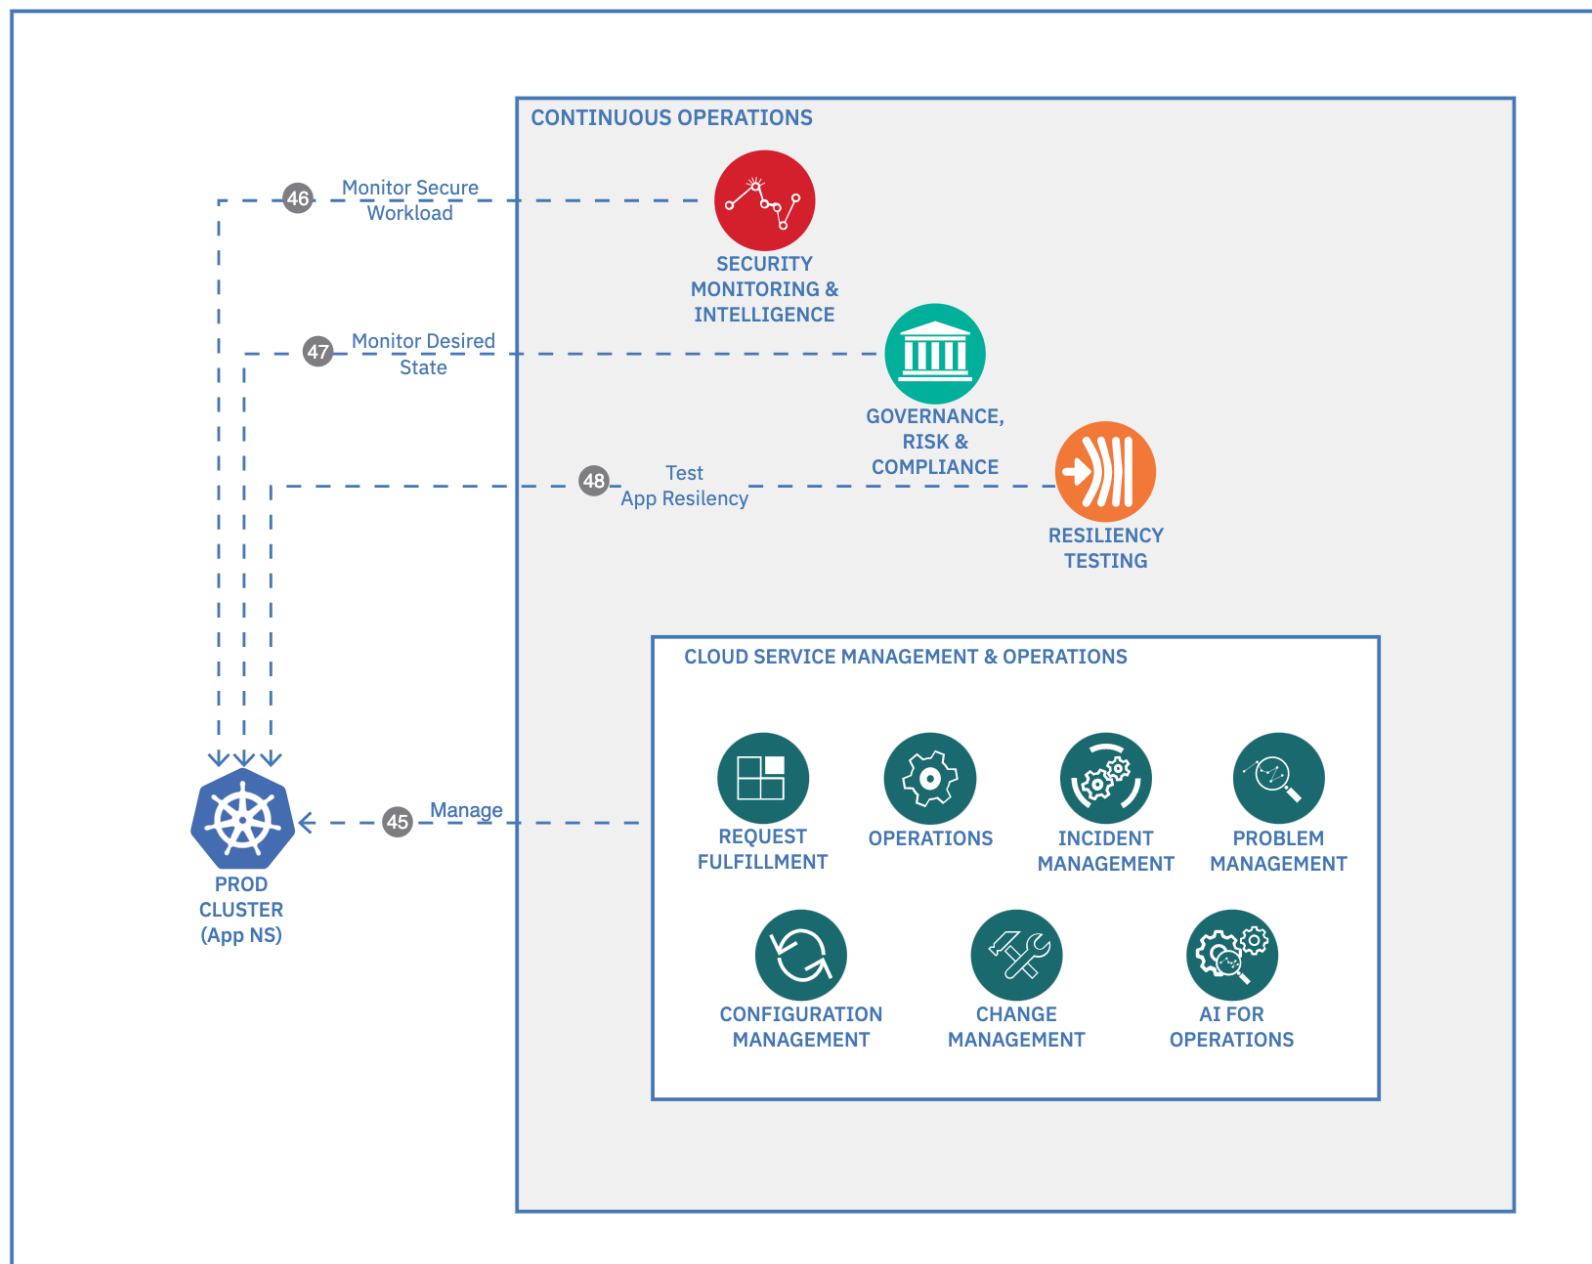 CONTINUOUS OPERATIONS
46
Monitor Secure
Workload
SECURITY
MONITORING &
INTELLIGENCE
47
Monitor Desired
State
GOVERNANCE,
RISK &
COMPLIANCE
48
Test
App Resilency
RESILIENCY
TESTING
CLOUD SERVICE MANAGEMENT & OPERATIONS
45
Manage
PROD
CLUSTER
(App NS)
REQUEST
FULFILLMENT
OPERATIONS
INCIDENT
MANAGEMENT
PROBLEM
MANAGEMENT
CONFIGURATION
MANAGEMENT
CHANGE
MANAGEMENT
AI FOR
OPERATIONS